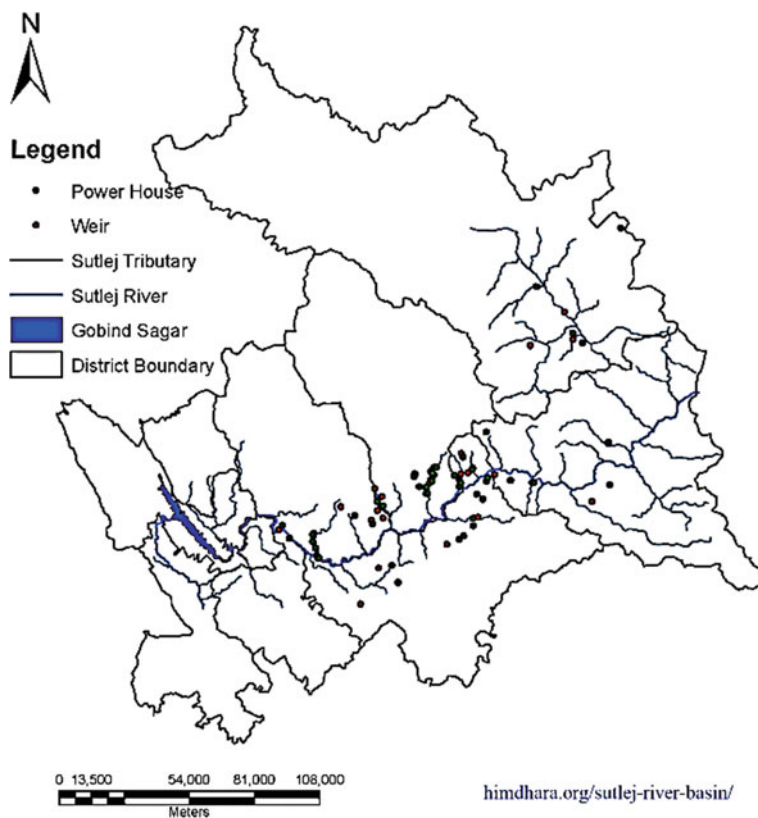 N
Legend
Power House
Weir
Sutlej Tributary
Sutlej River
Gobind Sagar
District Boundary
0 13,500 54,000 81,000 108,000
Meters
himdhara.org/sutlej-river-basin/